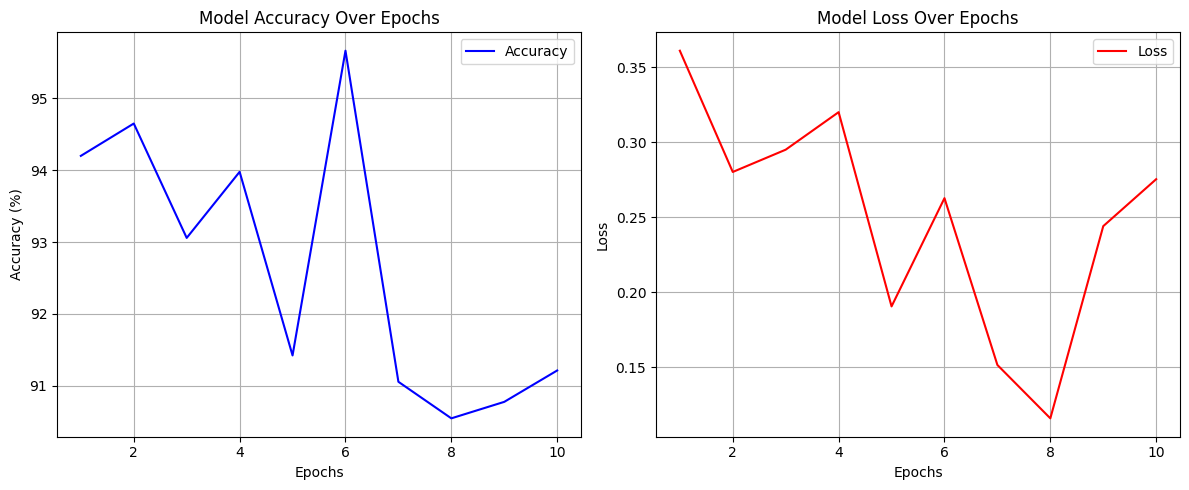 Model Accuracy Over Epochs
Accuracy
Accuracy (%)
95
94
93
92
91
2 4 6 8 10
Epochs
Model Loss Over Epochs
Loss
Loss
0.35
0.30
0.25
0.20
0.15
2 4 6 8 10
Epochs